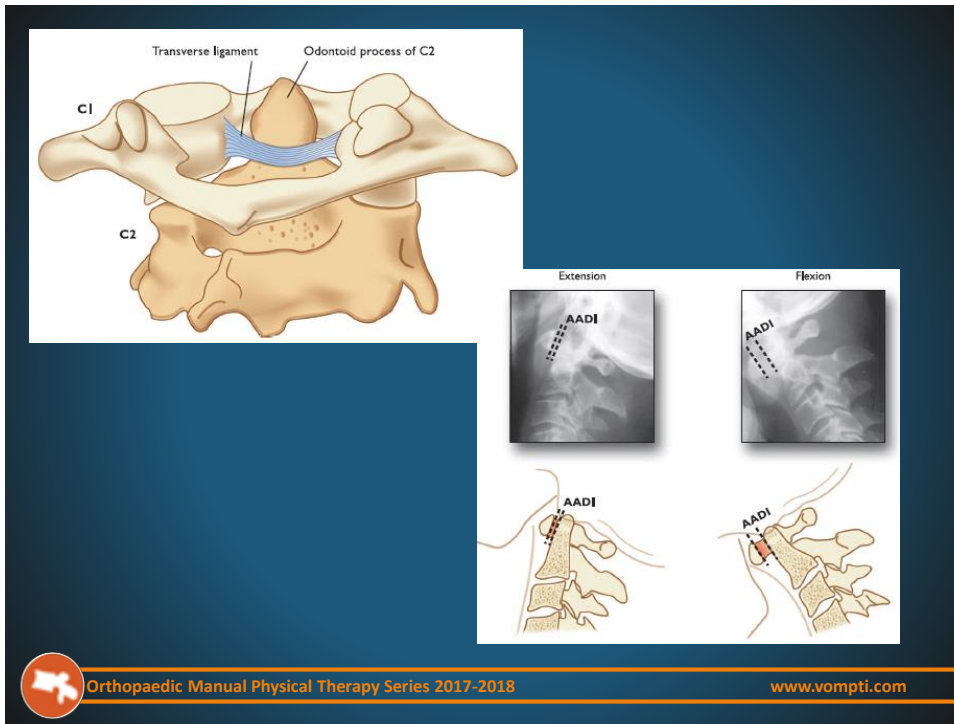 Transverse ligament
Odontoid process of C2
C1
C2
Extension
Flexion
AADI
AADI
AADI
AADI
Orthopaedic Manual Physical Therapy Series 2017-2018
www.vompti.com